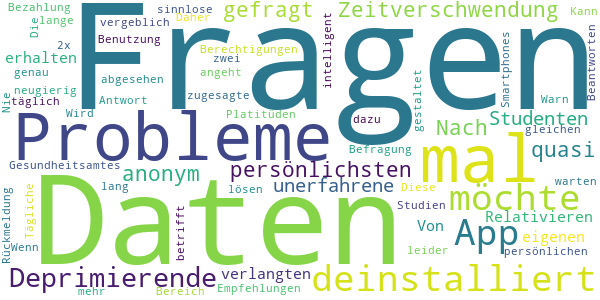 Bezahlung sinnlose Daher gefragt Zeitverschwendung Kann
Die lange vergeblich
2x Benutzung Berechtigungen
Fragen
erhalten zwei intelligent Smartphones Beantworten
genau abgesehen angeht
neugierig zugesagte gestaltet Warn
Nie täglich Antwort Platituden dazu Studenten
Wird Nach
Probleme Befragung mal gleichen quasi
Gesundheitsamtes persönlichsten warten
anonym unerfahrene Diese möchte
Rückmeldung lang lösen Studien
Daten
Tägliche Von App Relativieren
betrifft eigenen
Wenn leider persönlichen
Deprimierende verlangten deinstalliert
mehr Bereich Empfehlungen